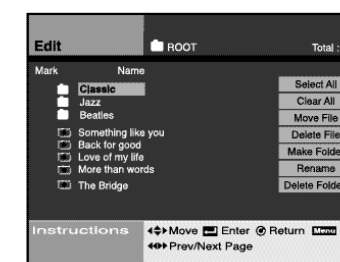 Edit ROOT Total :
Mark Name
Classic
Jazz
Beatles
Something like you
Back for good
Love of my life
More than words
The Bridge
Select All
Clear All
Move File
Delete File
Make Folde
Rename
Delete Folde
Instructions Move Enter Return Menu
Prev/Next Page